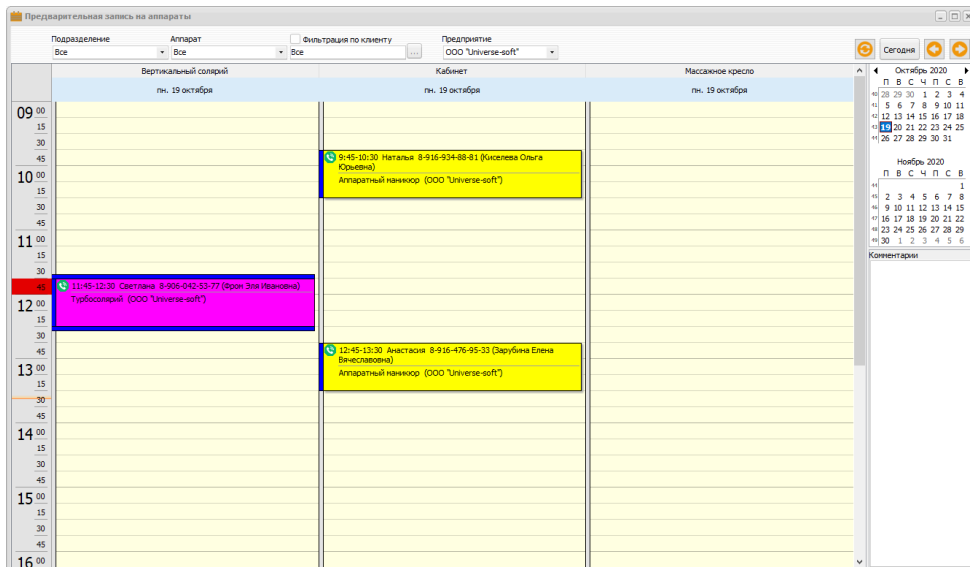 Предварительная запись на аппараты
Подразделение Аппарат Фильтрация по клиенту Предприятие
Все Все Все ... ООО "Universe-soft" Сегодня
Вертикальный солярий Кабинет Массажное кресло
пн. 19 октября пн. 19 октября пн. 19 октября
09 00
15
30
45
10 00
15
30
45
11 00
15
30
45
12 00
15
30
45
13 00
15
30
45
14 00
15
30
45
15 00
15
30
45
16 00
9:45-10:30 Наталья 8-916-934-88-81 (Киселева Ольга
Юрьевна)
Аппаратный маникюр (ООО "Universe-soft")
11:45-12:30 Светлана 8-906-042-53-77 (Фрон Эля Ивановна)
Турбосолярий (ООО "Universe-soft")
12:45-13:30 Анастасия 8-916-476-95-33 (Зарубина Елена
Вячеславовна)
Аппаратный маникюр (ООО "Universe-soft")
Октябрь 2020
П В С Ч П С В
40 28 29 30 1 2 3 4
41 5 6 7 8 9 10 11
42 12 13 14 15 16 17 18
43 19 20 21 22 23 24 25
44 26 27 28 29 30 31
Ноябрь 2020
П В С Ч П С В
44 1
45 2 3 4 5 6 7 8
46 9 10 11 12 13 14 15
47 16 17 18 19 20 21 22
48 23 24 25 26 27 28 29
49 30 1 2 3 4 5 6
Комментарии